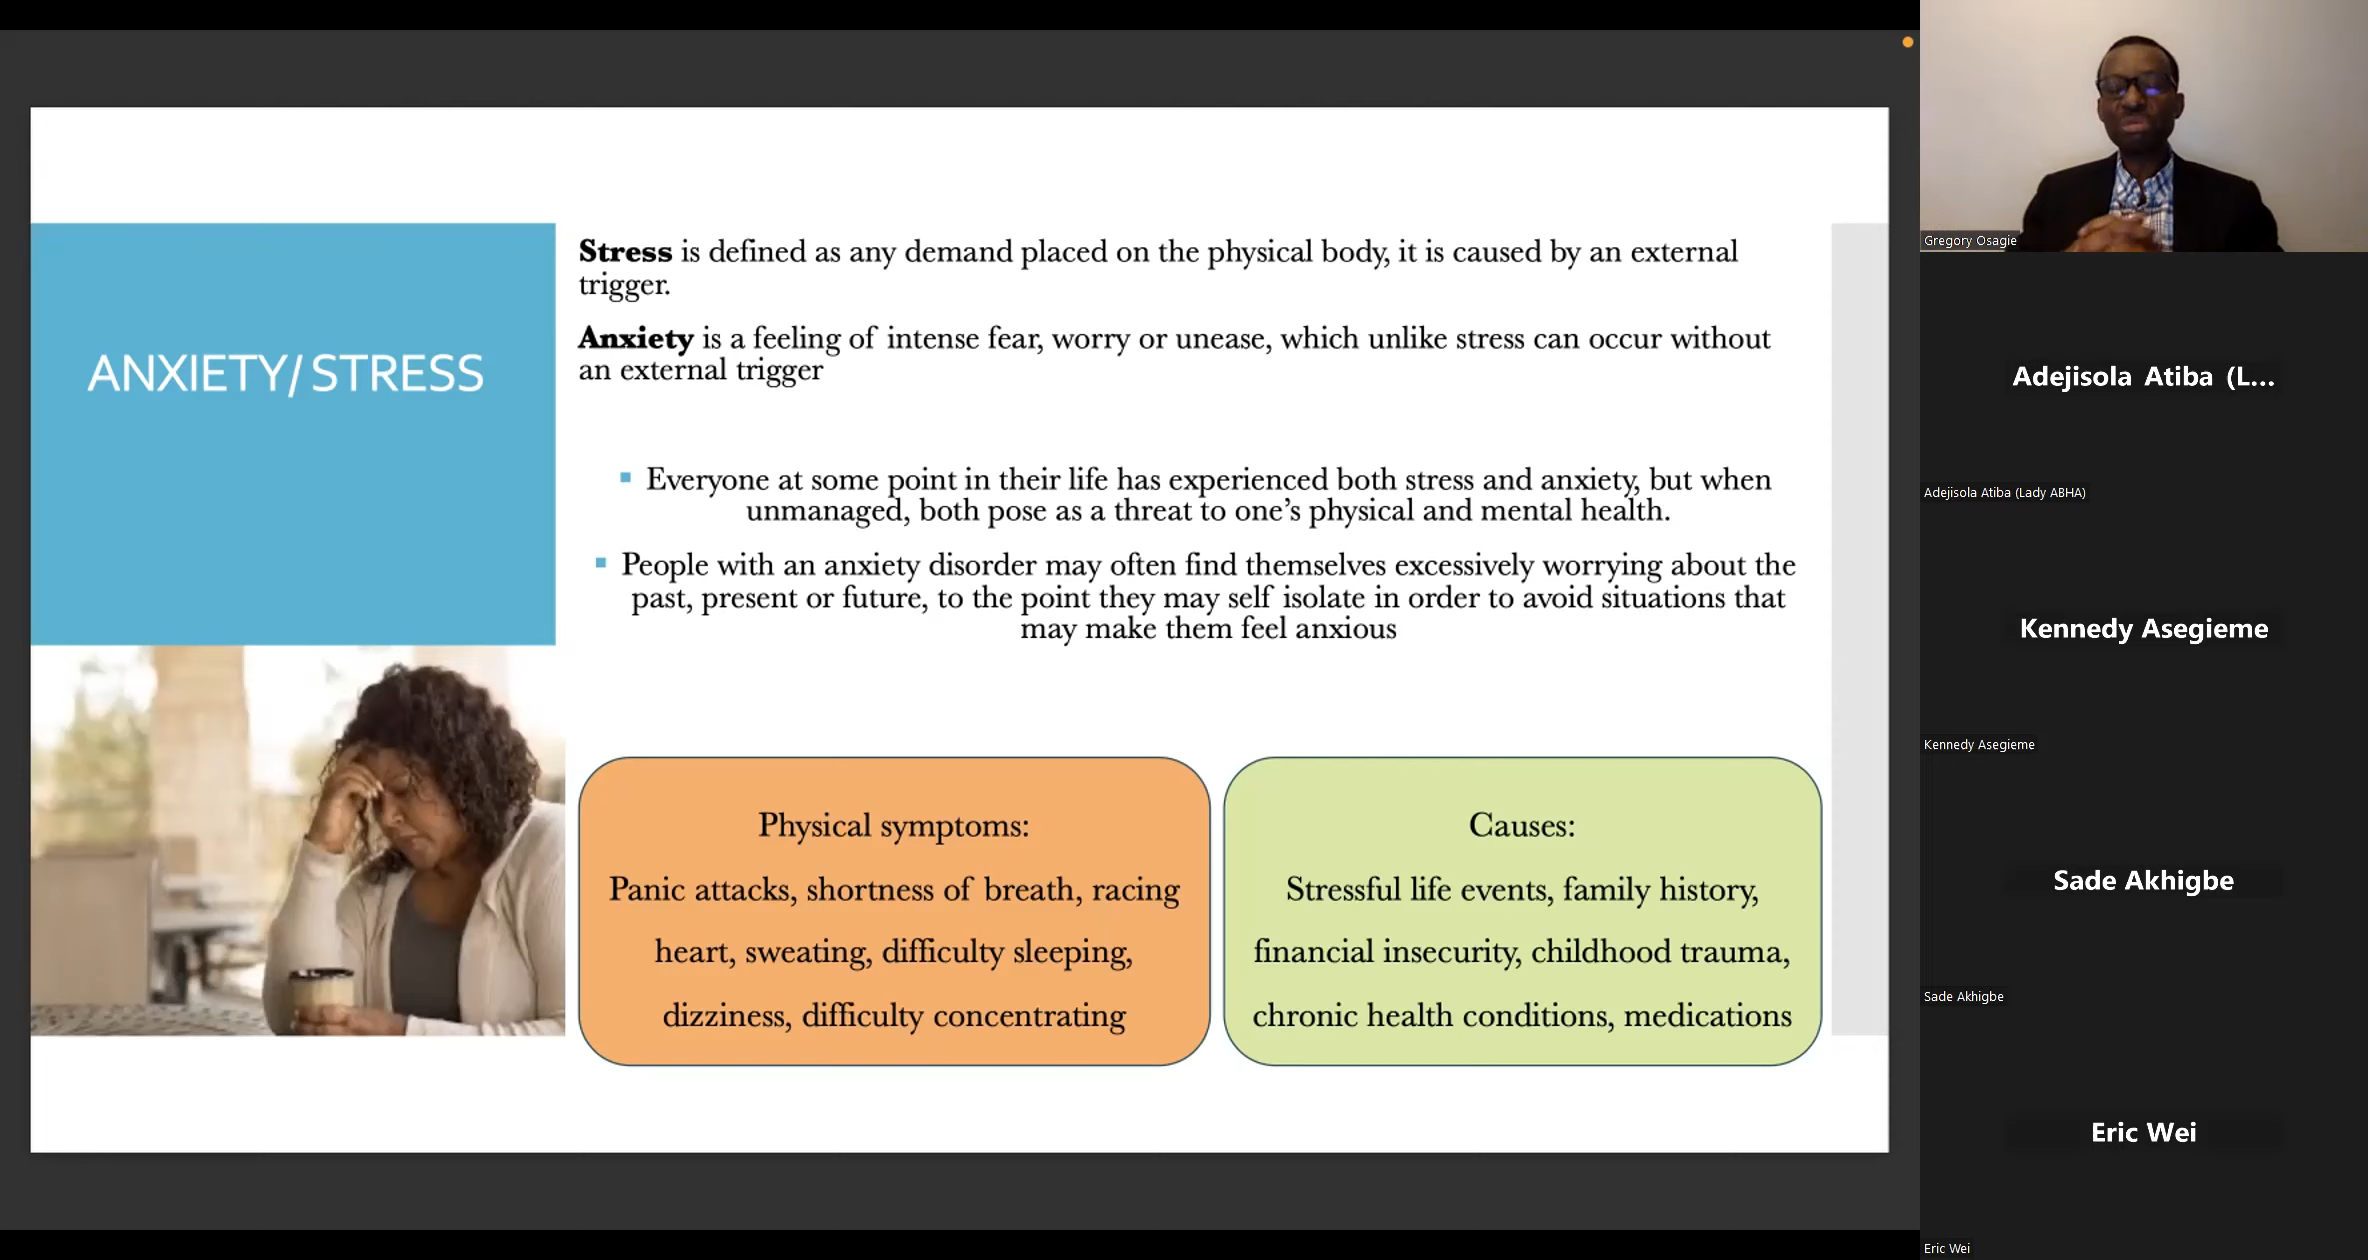 ANXIETY/ STRESS
Stress is defined as any demand placed on the physical body, it is caused by an external
trigger.
Anxiety is a feeling of intense fear, worry or unease, which unlike stress can occur without
an external trigger
Everyone at some point in their life has experienced both stress and anxiety, but when
unmanaged, both pose as a threat to one’s physical and mental health.
People with an anxiety disorder may often find themselves excessively worrying about the
past, present or future, to the point they may self isolate in order to avoid situations that
may make them feel anxious
Physical symptoms:
Panic attacks, shortness of breath, racing
heart, sweating, difficulty sleeping,
dizziness, difficulty concentrating
Causes:
Stressful life events, family history,
financial insecurity, childhood trauma,
chronic health conditions, medications
Gregory Osagie
Adejisola Atiba (L...
Adejisola Atiba (Lady ABHA)
Kennedy Asegieme
Kennedy Asegieme
Sade Akhigbe
Sade Akhigbe
Eric Wei
Eric Wei